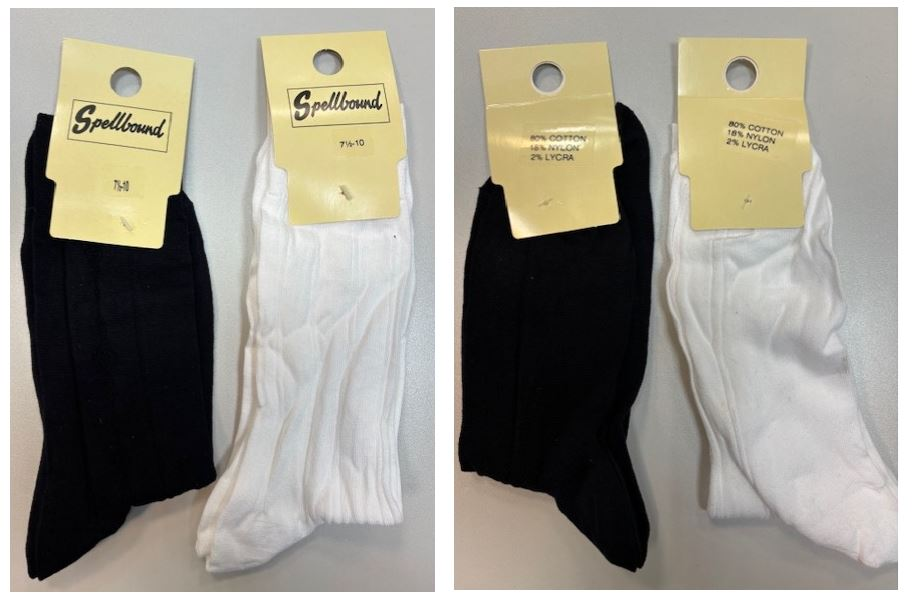 Spellbound
7½-10
Spellbound
7½-10
80% COTTON
18% NYLON
2% LYCRA
80% COTTON
18% NYLON
2% LYCRA